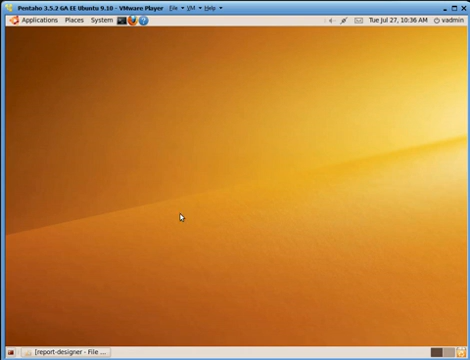 Pentaho 3.5.2 GA EE Ubuntu 9.10 - VMware Player File VM Help
Applications Places System Tue Jul 27, 10:36 AM vadmin
[report-designer - File ...